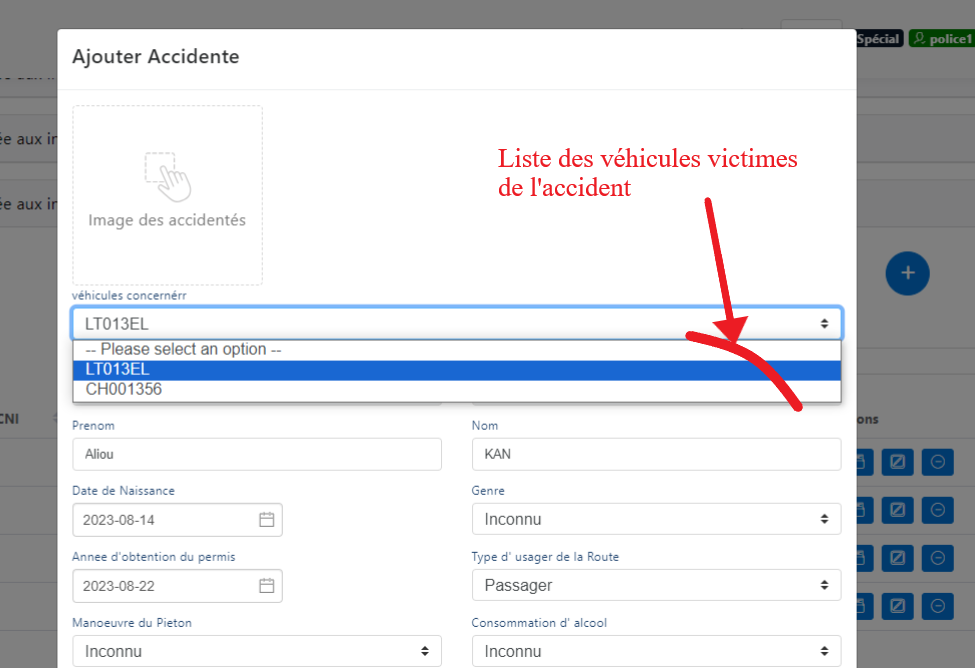 Spécial
police1
Ajouter Accidente
ée aux in
Liste des véhicules victimes
de l'accident
Image des accidentés
ée aux in
+
véhicules concernérr
LT013EL
-- Please select an option --
LT013EL
CH001356
CNI
ons
Prenom
Nom
Aliou
KAN
Date de Naissance
Genre
2023-08-14
Inconnu
Annee d'obtention du permis
Type d' usager de la Route
2023-08-22
Passager
Manoeuvre du Pieton
Consommation d' alcool
Inconnu
Inconnu